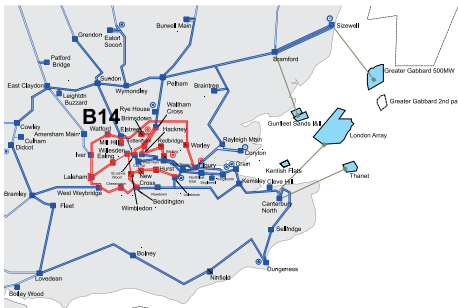 Burwell Main
Sizewell
Eaton
Socon
Grendon
Patford
Bridge
Bramford
Greater Gabbard 500MW
East Claydon
Sundon
Pelham
Leighton
Buzzard
Wymondley
Braintree
Greater Gabbard 2nd pa
B14
Rye House
Waltham
Cross
Brimsdown
Gunfleet Sands I&II
Cowley
Culham
Didcot
Amersham Main
Watford
Elstree
Hackney
London Array
Mill Hill
Tottenham
Redbridge
Warley
Rayleigh Main
Willesden
Coryton
Iver
Ealing
Grain
Kentish Flats
Thanet
Laleham
Hurst
Tilbury
Kemsley
Cleve Hill
Bramley
West Weybridge
New
Cross
Canterbury
North
Fleet
Beddington
Wimbledon
Sellindge
Bolney
Dungeness
Ninfield
Lovedean
Botley Wood